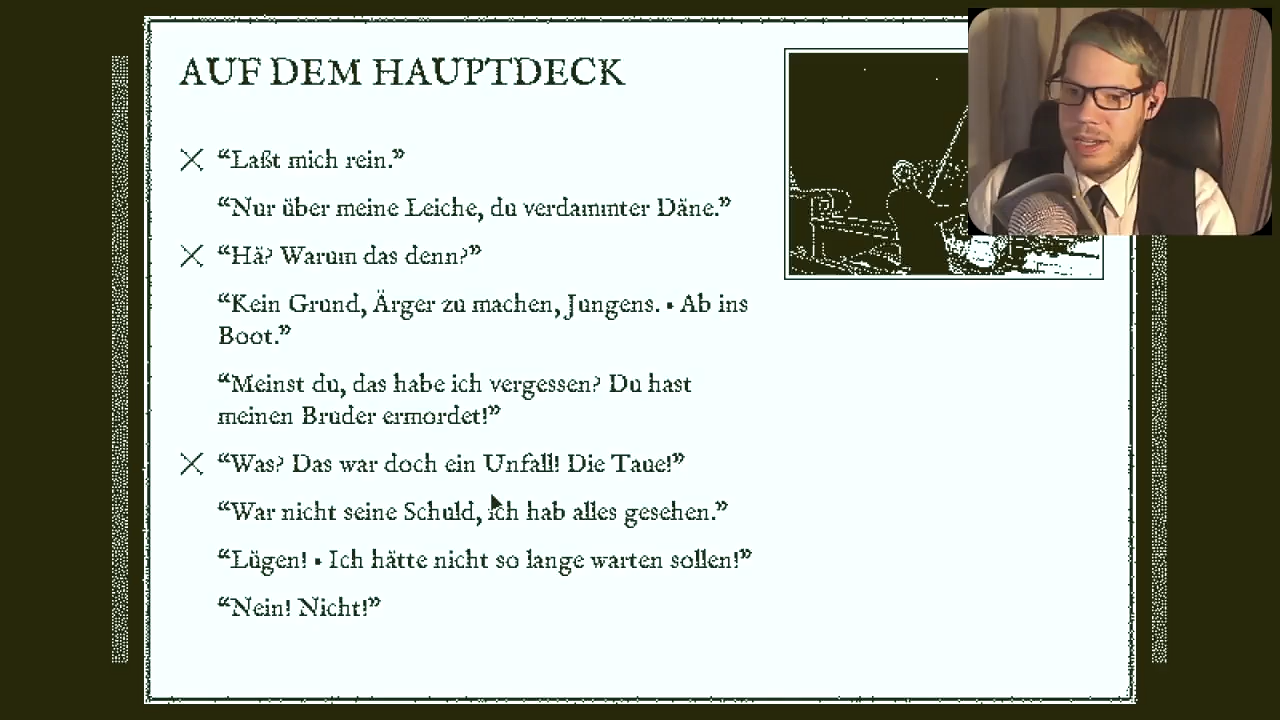 AUF DEM HAUPTDECK
“Laßt mich rein.”
“Nur über meine Leiche, du verdammter Däne.”
“Hä? Warum das denn?”
“Kein Grund, Ärger zu machen, Jungens. • Ab ins
Boot.”
“Meinst du, das habe ich vergessen? Du hast
meinen Bruder ermordet!”
“Was? Das war doch ein Unfall! Die Taue!”
“War nicht seine Schuld, ich hab alles gesehen.”
“Lügen! • Ich hätte nicht so lange warten sollen!”
“Nein! Nicht!”